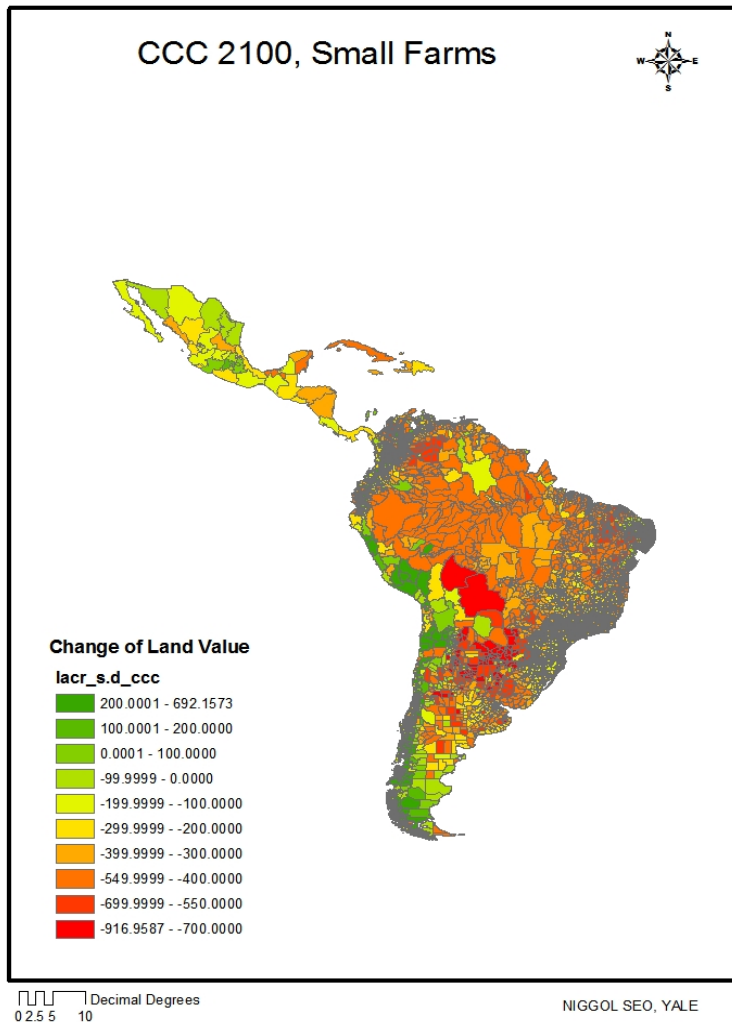 CCC 2100, Small Farms
N
W E
S
Change of Land Value
lacr_s.d_ccc
200.0001 - 692.1573
100.0001 - 200.0000
0.0001 - 100.0000
-99.9999 - 0.0000
-199.9999 - -100.0000
-299.9999 - -200.0000
-399.9999 - -300.0000
-549.9999 - -400.0000
-699.9999 - -550.0000
-916.9587 - -700.0000
Decimal Degrees
0 2.5 5 10
NIGGOL SEO, YALE